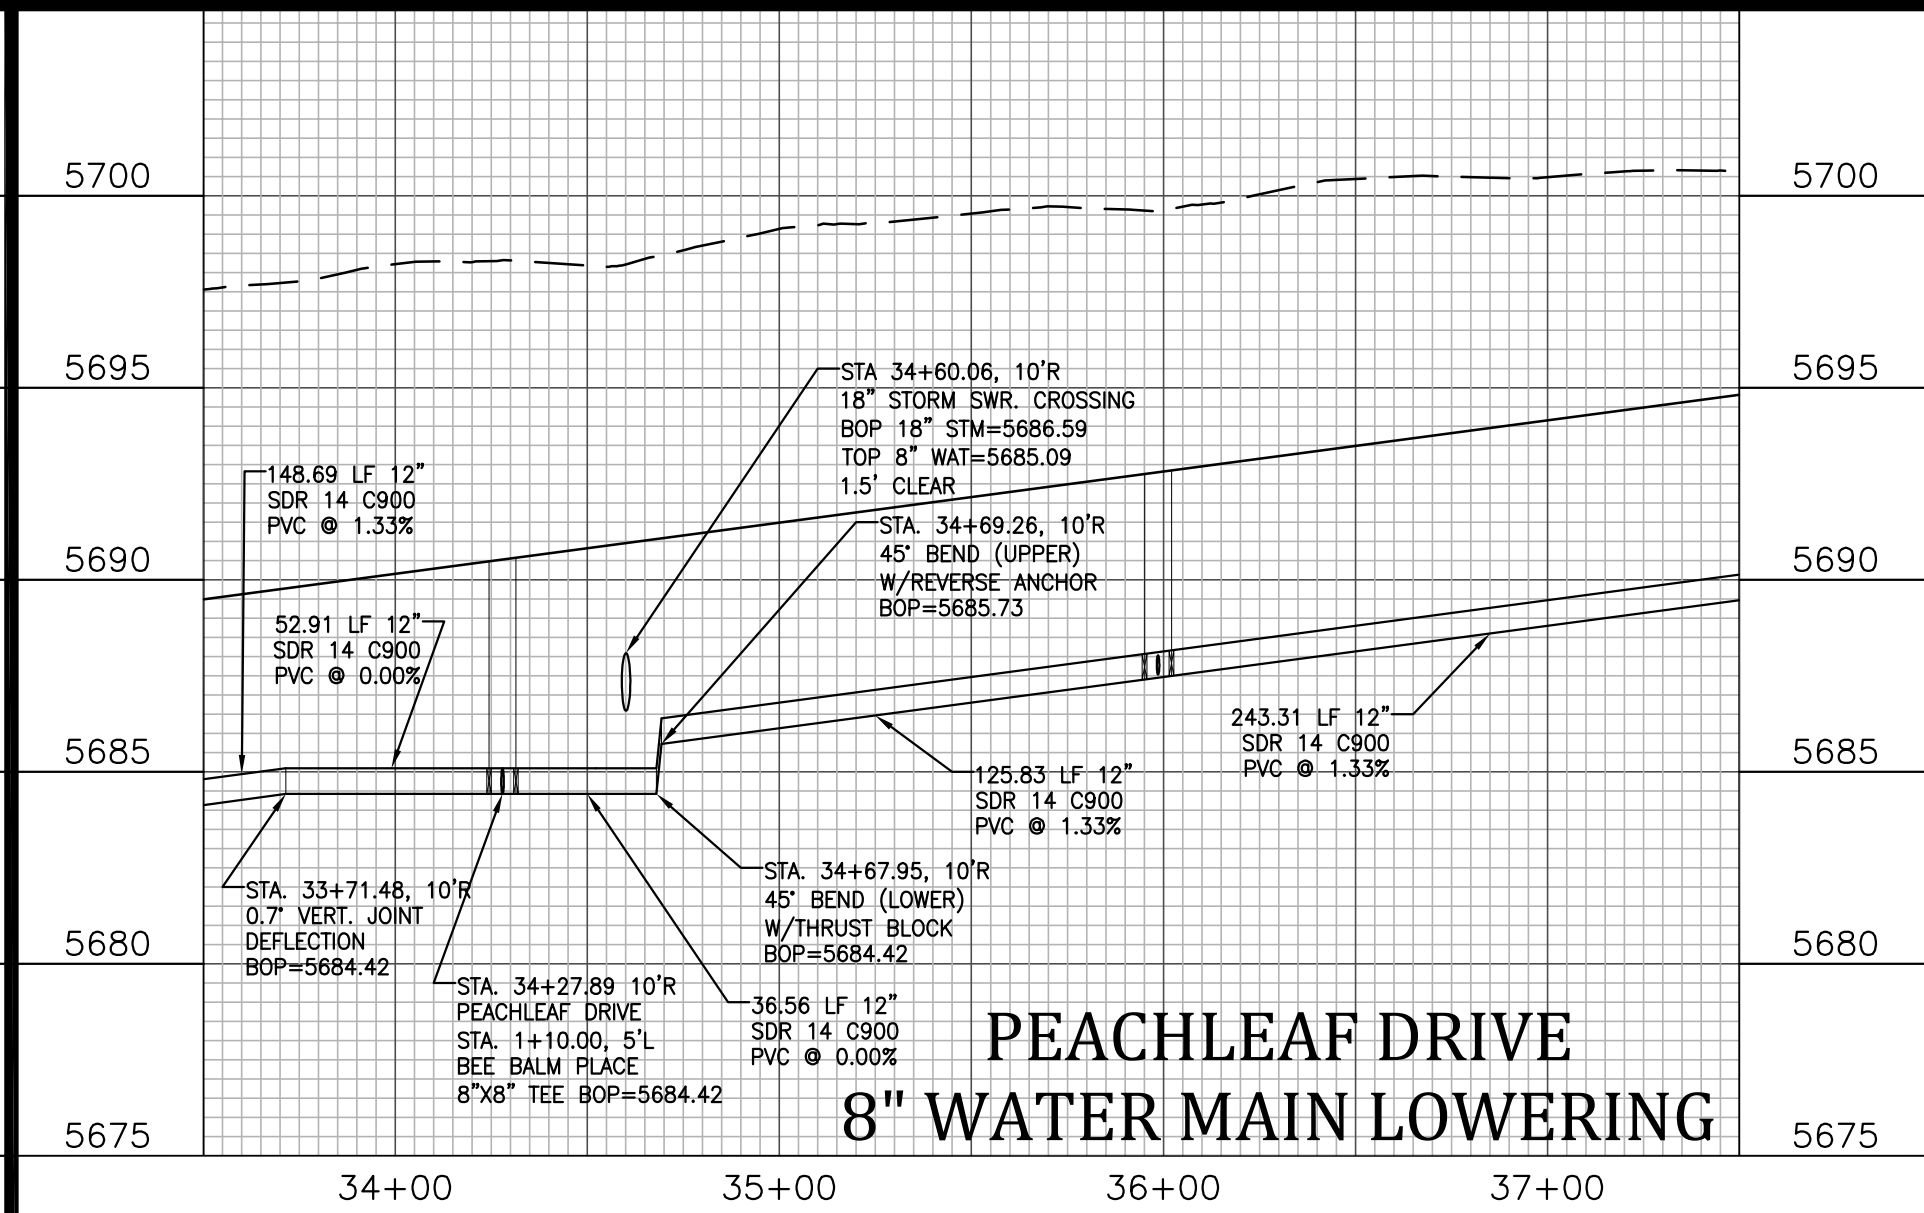 5700
5695
5690
5685
5680
5675
5700
5695
5690
5685
5680
5675
STA 34+60.06, 10'R
18" STORM SWR. CROSSING
BOP 18" STM=5686.59
TOP 8" WAT=5685.09
1.5' CLEAR
148.69 LF 12"
SDR 14 C900
PVC @ 1.33%
STA. 34+69.26, 10'R
45° BEND (UPPER)
W/REVERSE ANCHOR
BOP=5685.73
52.91 LF 12"
SDR 14 C900
PVC @ 0.00%
243.31 LF 12"
SDR 14 C900
PVC @ 1.33%
125.83 LF 12"
SDR 14 C900
PVC @ 1.33%
STA. 33+71.48, 10'R
0.7° VERT. JOINT
DEFLECTION
BOP=5684.42
STA. 34+67.95, 10'R
45° BEND (LOWER)
W/THRUST BLOCK
BOP=5684.42
STA. 34+27.89 10'R
PEACHLEAF DRIVE
STA. 1+10.00, 5'L
BEE BALM PLACE
8"X8" TEE BOP=5684.42
36.56 LF 12"
SDR 14 C900
PVC @ 0.00%
PEACHLEAF DRIVE
8" WATER MAIN LOWERING
34+00
35+00
36+00
37+00